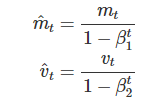 m̂_t = m_t / (1 − β_1^t)
v̂_t = v_t / (1 − β_2^t)